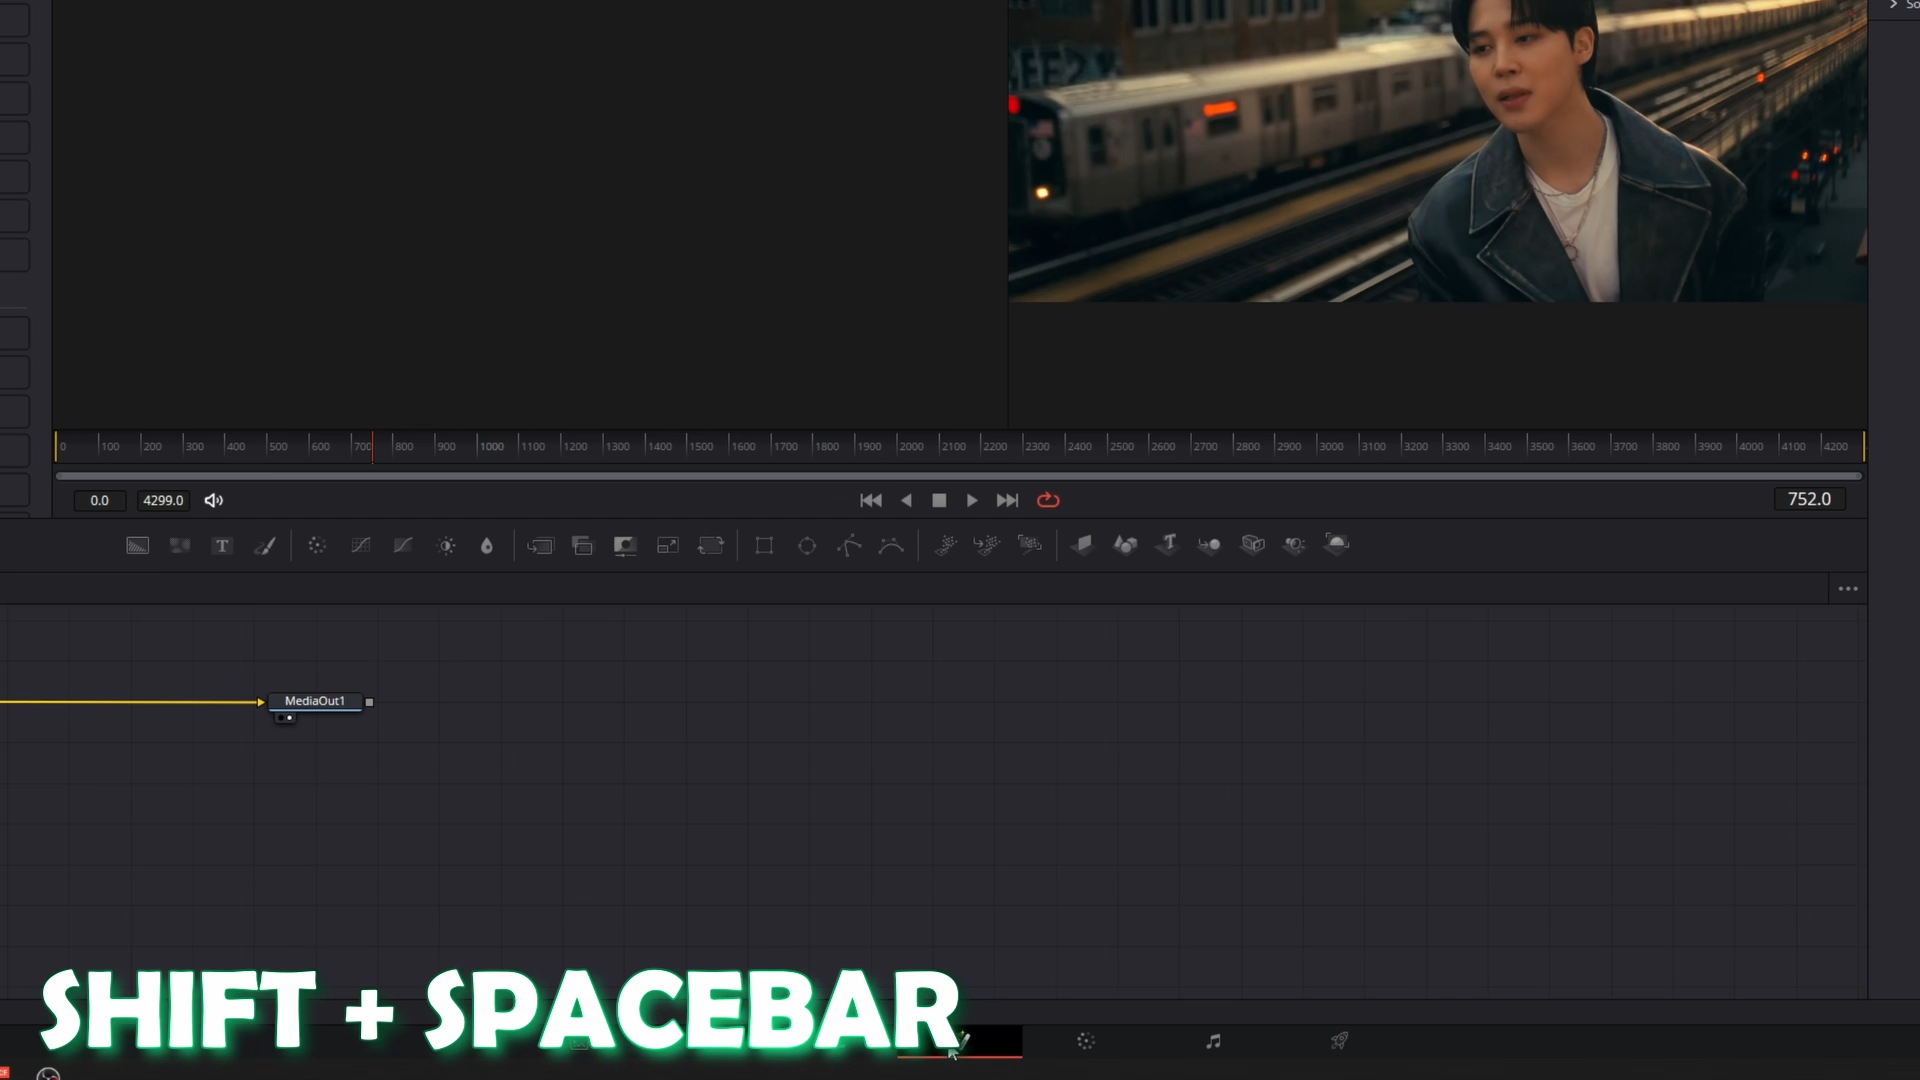 So
0 100 200 300 400 500 600 700 800 900 1000 1100 1200 1300 1400 1500 1600 1700 1800 1900 2000 2100 2200 2300 2400 2500 2600 2700 2800 2900 3000 3100 3200 3300 3400 3500 3600 3700 3800 3900 4000 4100 4200
0.0 4299.0 752.0
T T
MediaOut1
SHIFT + SPACEBAR